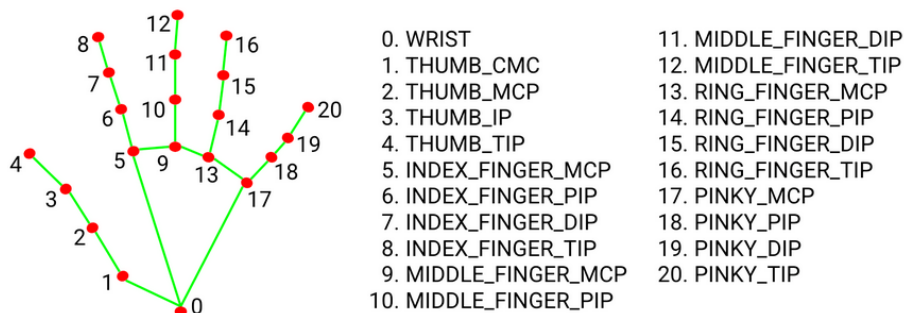 12
8
16
11
7
15
6
10
20
14
4
5
9
19
13
18
3
17
2
1
0
0. WRIST
1. THUMB_CMC
2. THUMB_MCP
3. THUMB_IP
4. THUMB_TIP
5. INDEX_FINGER_MCP
6. INDEX_FINGER_PIP
7. INDEX_FINGER_DIP
8. INDEX_FINGER_TIP
9. MIDDLE_FINGER_MCP
10. MIDDLE_FINGER_PIP
11. MIDDLE_FINGER_DIP
12. MIDDLE_FINGER_TIP
13. RING_FINGER_MCP
14. RING_FINGER_PIP
15. RING_FINGER_DIP
16. RING_FINGER_TIP
17. PINKY_MCP
18. PINKY_PIP
19. PINKY_DIP
20. PINKY_TIP